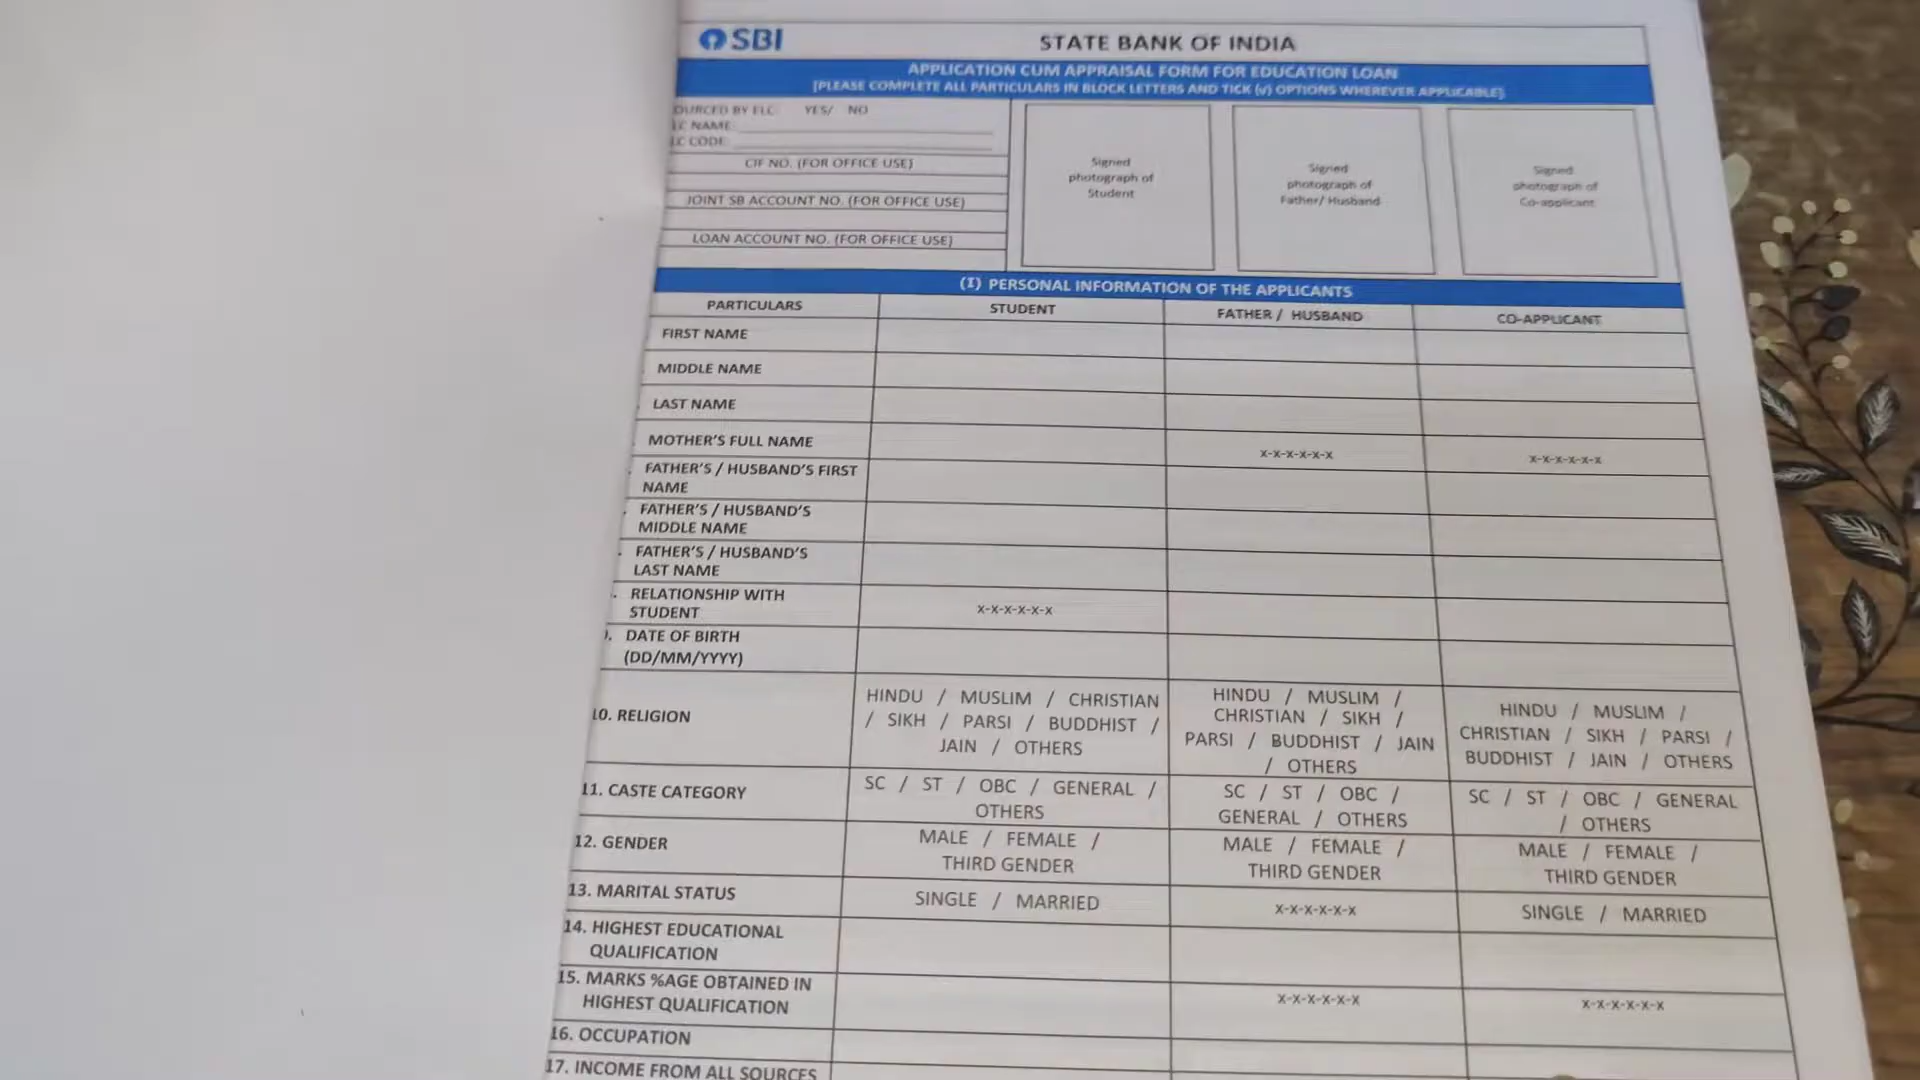 SBI
STATE BANK OF INDIA
APPLICATION CUM APPRAISAL FORM FOR EDUCATION LOAN
[PLEASE COMPLETE ALL PARTICULARS IN BLOCK LETTERS AND TICK (v) OPTIONS WHEREVER APPLICABLE]
OURCED BY ELC: YES/ NO
LC NAME:
LC CODE:
CIF NO. (FOR OFFICE USE)
JOINT SB ACCOUNT NO. (FOR OFFICE USE)
LOAN ACCOUNT NO. (FOR OFFICE USE)
Signed
photograph of
Student
Signed
photograph of
Father/ Husband
Signed
photograph of
Co-applicant
(I) PERSONAL INFORMATION OF THE APPLICANTS
PARTICULARS STUDENT FATHER / HUSBAND CO-APPLICANT
FIRST NAME
MIDDLE NAME
LAST NAME
MOTHER'S FULL NAME x-x-x-x-x-x x-x-x-x-x-x
FATHER'S / HUSBAND'S FIRST
NAME
FATHER'S / HUSBAND'S
MIDDLE NAME
FATHER'S / HUSBAND'S
LAST NAME
RELATIONSHIP WITH
STUDENT x-x-x-x-x-x
DATE OF BIRTH
(DD/MM/YYYY)
10. RELIGION
HINDU / MUSLIM / CHRISTIAN
/ SIKH / PARSI / BUDDHIST /
JAIN / OTHERS
HINDU / MUSLIM /
CHRISTIAN / SIKH /
PARSI / BUDDHIST / JAIN
/ OTHERS
HINDU / MUSLIM /
CHRISTIAN / SIKH / PARSI /
BUDDHIST / JAIN / OTHERS
11. CASTE CATEGORY
SC / ST / OBC / GENERAL /
OTHERS
SC / ST / OBC /
GENERAL / OTHERS
SC / ST / OBC / GENERAL
/ OTHERS
12. GENDER
MALE / FEMALE /
THIRD GENDER
MALE / FEMALE /
THIRD GENDER
MALE / FEMALE /
THIRD GENDER
13. MARITAL STATUS SINGLE / MARRIED x-x-x-x-x-x SINGLE / MARRIED
14. HIGHEST EDUCATIONAL
QUALIFICATION
15. MARKS %AGE OBTAINED IN
HIGHEST QUALIFICATION x-x-x-x-x-x x-x-x-x-x-x
16. OCCUPATION
17. INCOME FROM ALL SOURCES